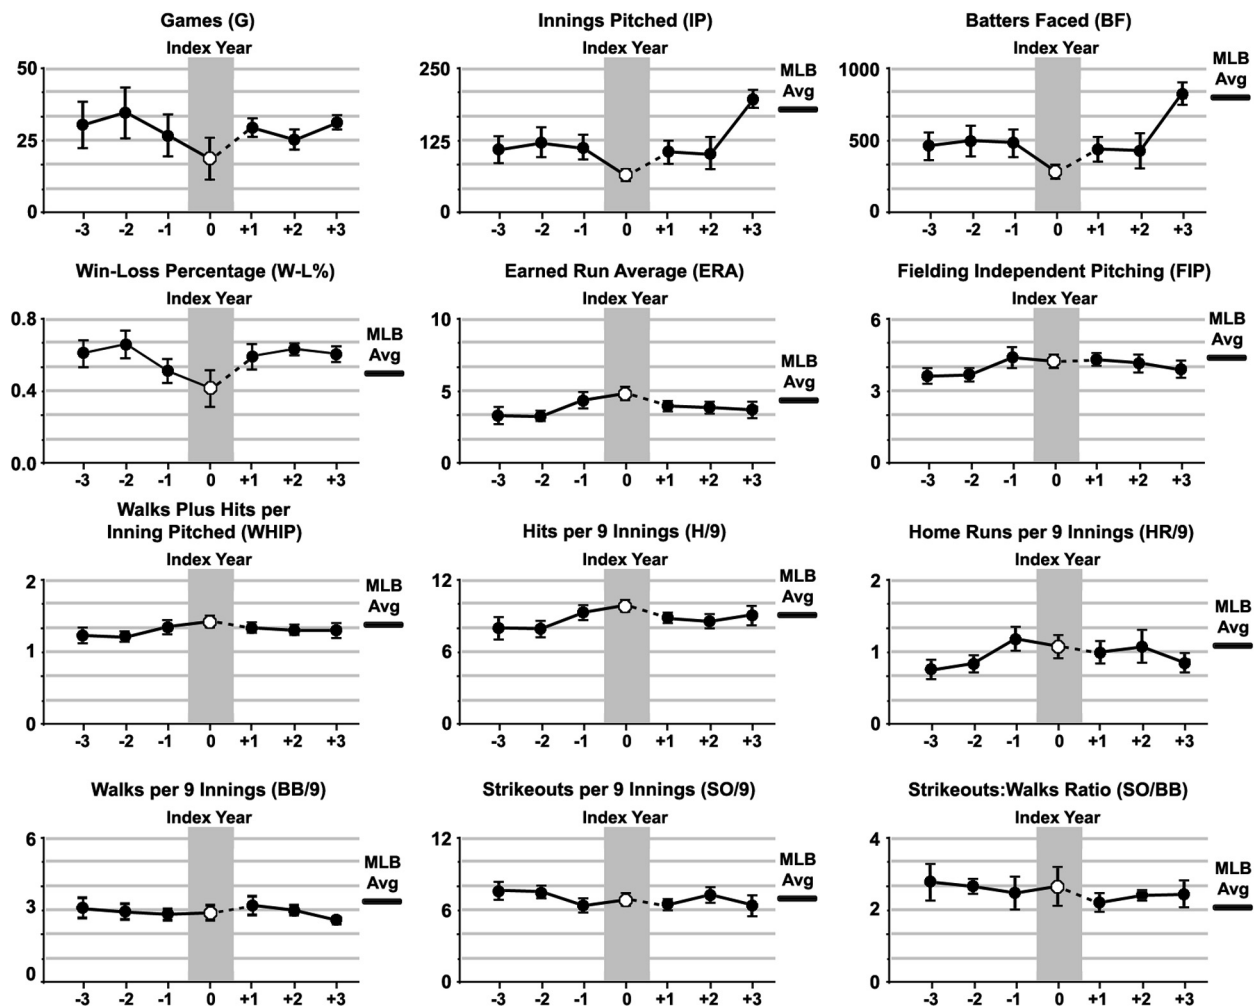 Games (G)
Index Year
50
25
0
-3 -2 -1 0 +1 +2 +3
Innings Pitched (IP)
Index Year
250
125
0
-3 -2 -1 0 +1 +2 +3
MLB
Avg
Batters Faced (BF)
Index Year
1000
500
0
-3 -2 -1 0 +1 +2 +3
MLB
Avg
Win-Loss Percentage (W-L%)
Index Year
0.8
0.4
0.0
-3 -2 -1 0 +1 +2 +3
MLB
Avg
Earned Run Average (ERA)
Index Year
10
5
0
-3 -2 -1 0 +1 +2 +3
MLB
Avg
Fielding Independent Pitching (FIP)
Index Year
6
3
0
-3 -2 -1 0 +1 +2 +3
MLB
Avg
Walks Plus Hits per
Inning Pitched (WHIP)
Index Year
2
1
0
-3 -2 -1 0 +1 +2 +3
MLB
Avg
Hits per 9 Innings (H/9)
Index Year
12
6
0
-3 -2 -1 0 +1 +2 +3
MLB
Avg
Home Runs per 9 Innings (HR/9)
Index Year
2
1
0
-3 -2 -1 0 +1 +2 +3
MLB
Avg
Walks per 9 Innings (BB/9)
Index Year
6
3
0
-3 -2 -1 0 +1 +2 +3
MLB
Avg
Strikeouts per 9 Innings (SO/9)
Index Year
12
6
0
-3 -2 -1 0 +1 +2 +3
MLB
Avg
Strikeouts:Walks Ratio (SO/BB)
Index Year
4
2
0
-3 -2 -1 0 +1 +2 +3
MLB
Avg